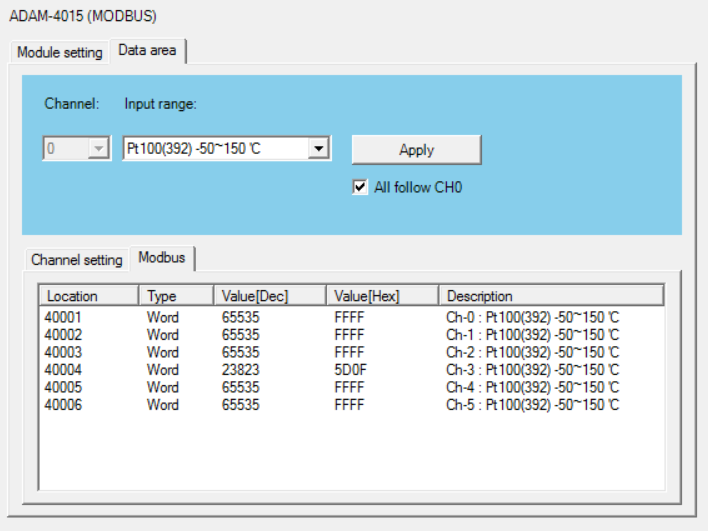 ADAM-4015 (MODBUS)
Module setting Data area
Channel: Input range:
0 Pt100(392) -50~150 ℃ Apply
All follow CH0
Channel setting Modbus
Location Type Value[Dec] Value[Hex] Description
40001 Word 65535 FFFF Ch-0 : Pt100(392) -50~150 ℃
40002 Word 65535 FFFF Ch-1 : Pt100(392) -50~150 ℃
40003 Word 65535 FFFF Ch-2 : Pt100(392) -50~150 ℃
40004 Word 23823 5D0F Ch-3 : Pt100(392) -50~150 ℃
40005 Word 65535 FFFF Ch-4 : Pt100(392) -50~150 ℃
40006 Word 65535 FFFF Ch-5 : Pt100(392) -50~150 ℃